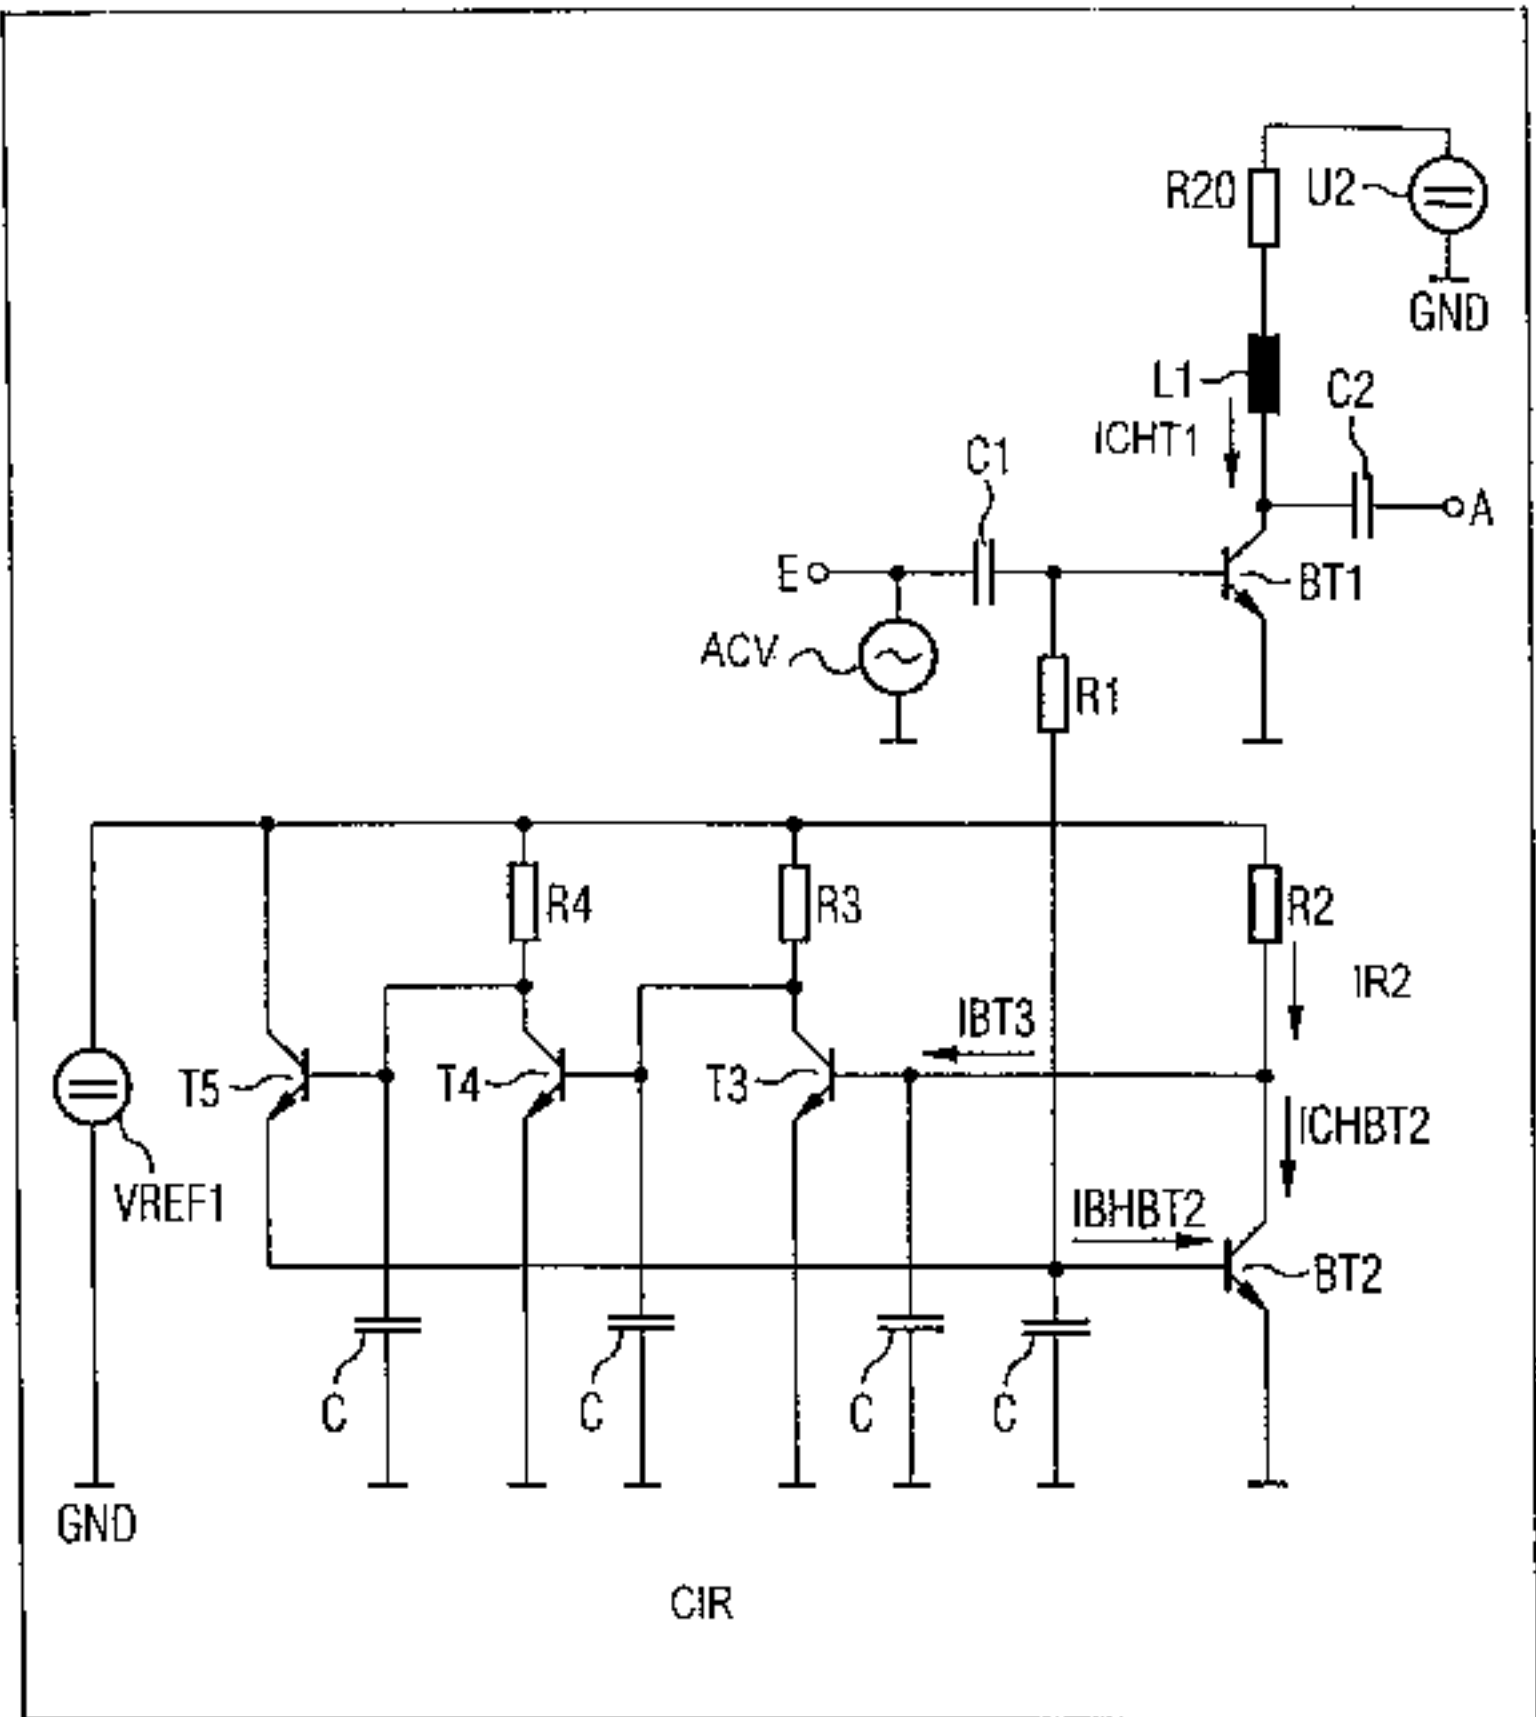 R20
U2
GND
L1
C2
ICHT1
C1
A
E
BT1
ACV
R1
R4
R3
R2
IR2
IBT3
T5
T4
T3
ICHBT2
VREF1
IBHBT2
BT2
C
C
C
C
GND
CIR